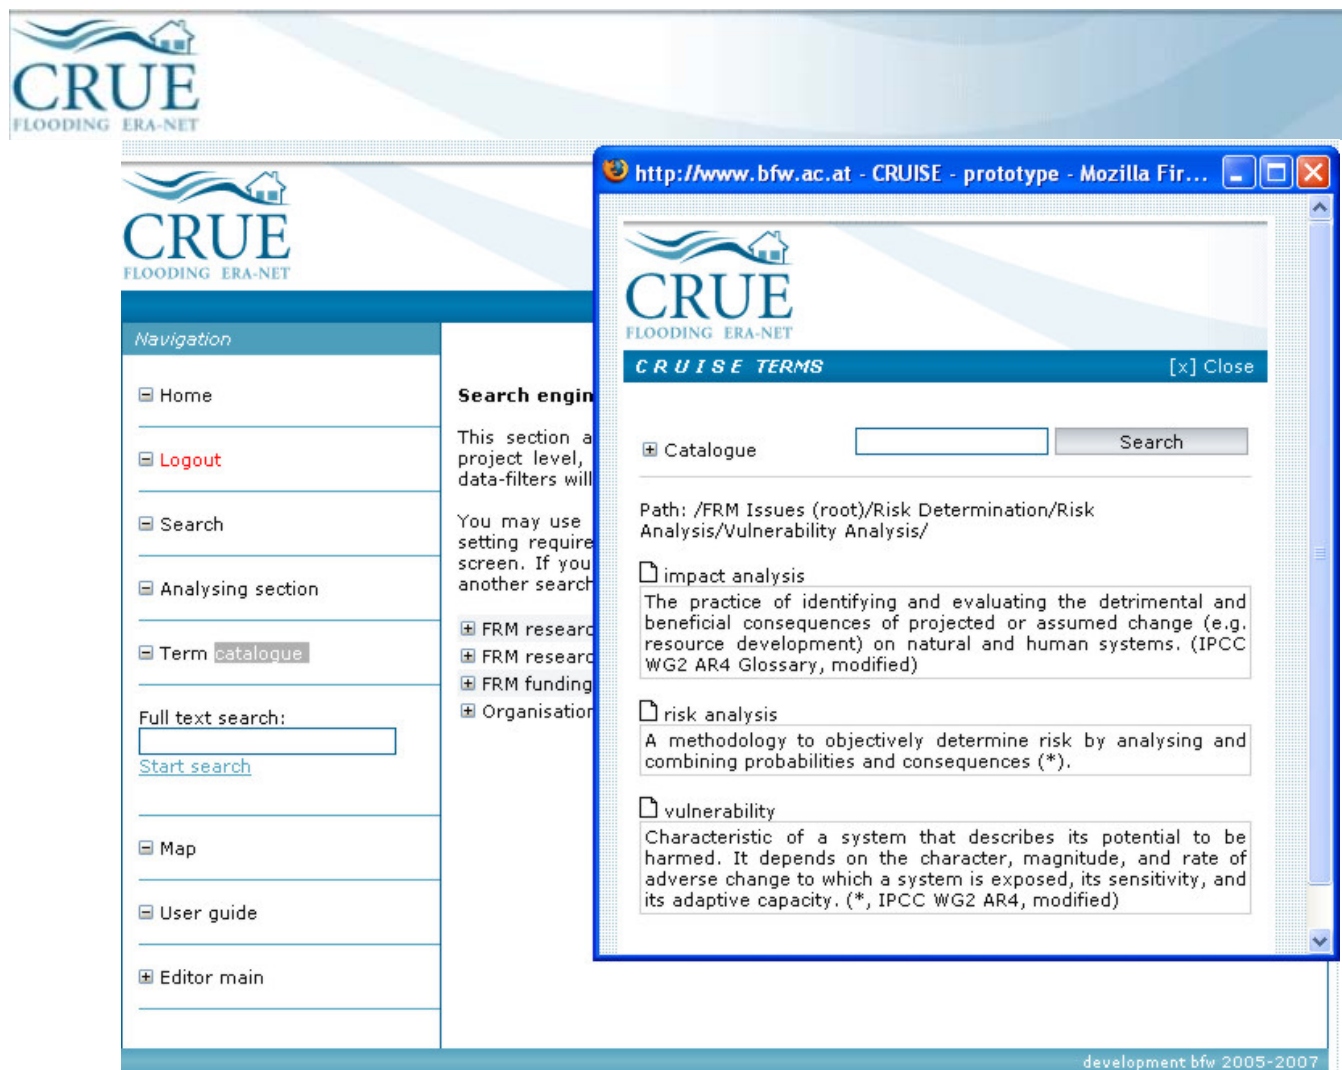 CRUE
FLOODING ERA-NET
CRUE
FLOODING ERA-NET
Navigation
Home
Logout
Search
Analysing section
Term catalogue
Full text search:
Start search
Map
User guide
Editor main
Search engin
This section a
project level,
data-filters will
You may use
setting require
screen. If you
another search
FRM researc
FRM researc
FRM funding
Organisation
http://www.bfw.ac.at - CRUISE - prototype - Mozilla Fir...
CRUE
FLOODING ERA-NET
CRUISE TERMS
[x] Close
Catalogue
Search
Path: /FRM Issues (root)/Risk Determination/Risk
Analysis/Vulnerability Analysis/
impact analysis
The practice of identifying and evaluating the detrimental and
beneficial consequences of projected or assumed change (e.g.
resource development) on natural and human systems. (IPCC
WG2 AR4 Glossary, modified)
risk analysis
A methodology to objectively determine risk by analysing and
combining probabilities and consequences (*).
vulnerability
Characteristic of a system that describes its potential to be
harmed. It depends on the character, magnitude, and rate of
adverse change to which a system is exposed, its sensitivity, and
its adaptive capacity. (*, IPCC WG2 AR4, modified)
development bfw 2005-2007